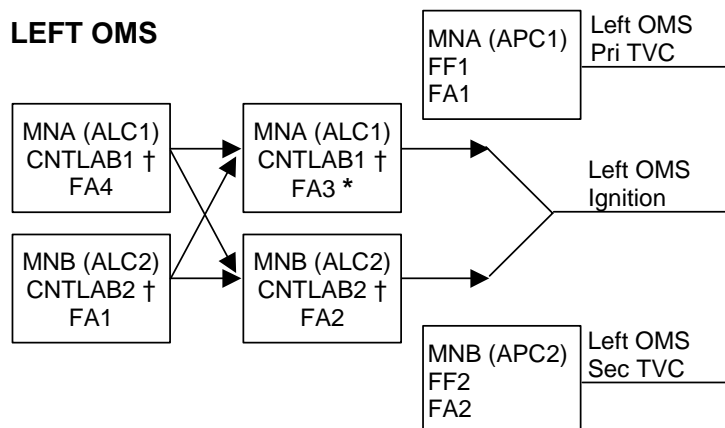 LEFT OMS
MNA (APC1)
FF1
FA1
Left OMS
Pri TVC
MNA (ALC1)
CNTLAB1 †
FA4
MNA (ALC1)
CNTLAB1 †
FA3 *
Left OMS
Ignition
MNB (ALC2)
CNTLAB2 †
FA1
MNB (ALC2)
CNTLAB2 †
FA2
MNB (APC2)
FF2
FA2
Left OMS
Sec TVC